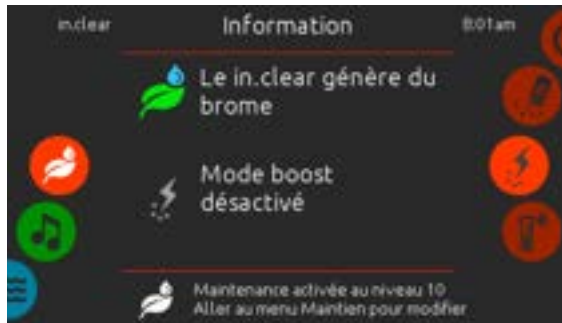 in.clear
Information
8:01am
Le in.clear génère du
brome
Mode boost
désactivé
Maintenance activée au niveau 10
Aller au menu Maintien pour modifier